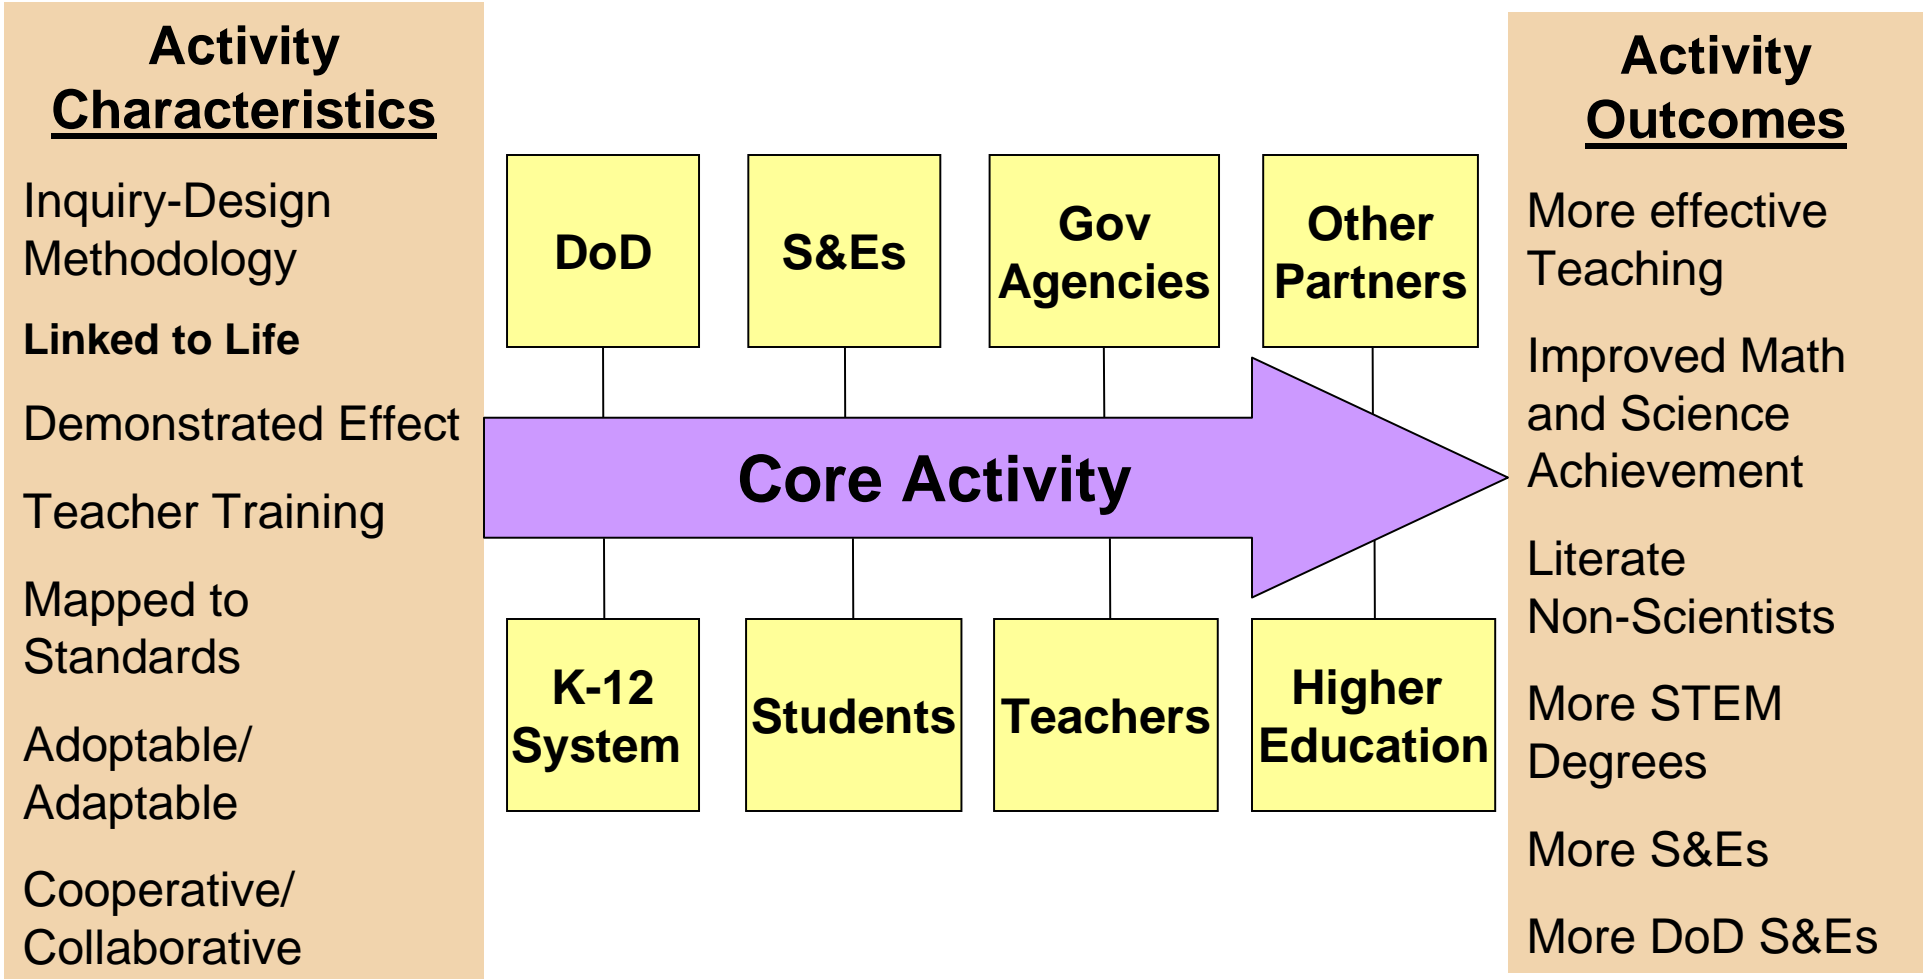 Activity
Characteristics
Inquiry-Design
Methodology
Linked to Life
Demonstrated Effect
Teacher Training
Mapped to
Standards
Adoptable/
Adaptable
Cooperative/
Collaborative
DoD
S&Es
Gov
Agencies
Other
Partners
Core Activity
K-12
System
Students
Teachers
Higher
Education
Activity
Outcomes
More effective
Teaching
Improved Math
and Science
Achievement
Literate
Non-Scientists
More STEM
Degrees
More S&Es
More DoD S&Es